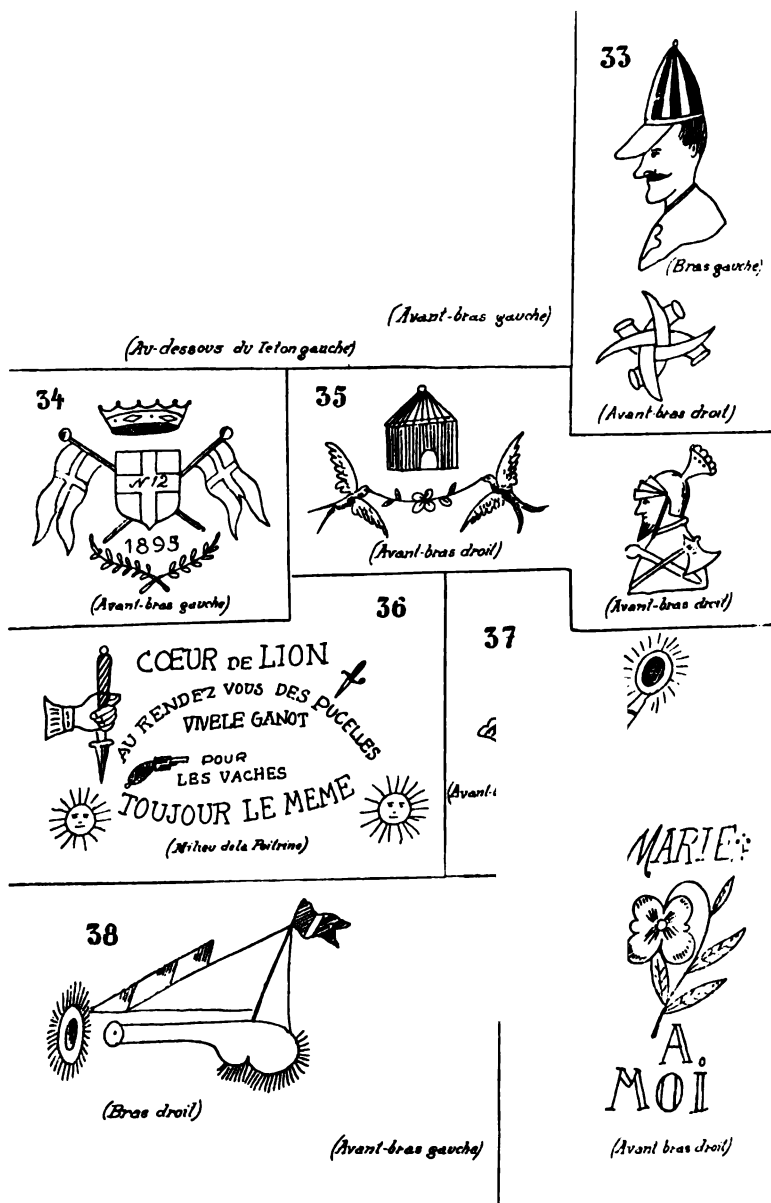 33
(Bras gauche)
(Avant-bras gauche)
(Au-dessous du Teton gauche)
(Avant-bras droit)
34
N 12
1895
(Avant-bras gauche)
35
(Avant-bras droit)
(Avant-bras droit)
36
CŒUR DE LION
AU RENDEZ VOUS DES PUCELLES
VIVE LE GANOT
POUR
LES VACHES
TOUJOUR LE MEME
(Milieu de la Poitrine)
37
(Avant-
MARIE
A.
MOI
(Avant bras droit)
38
(Bras droit)
(Avant-bras gauche)